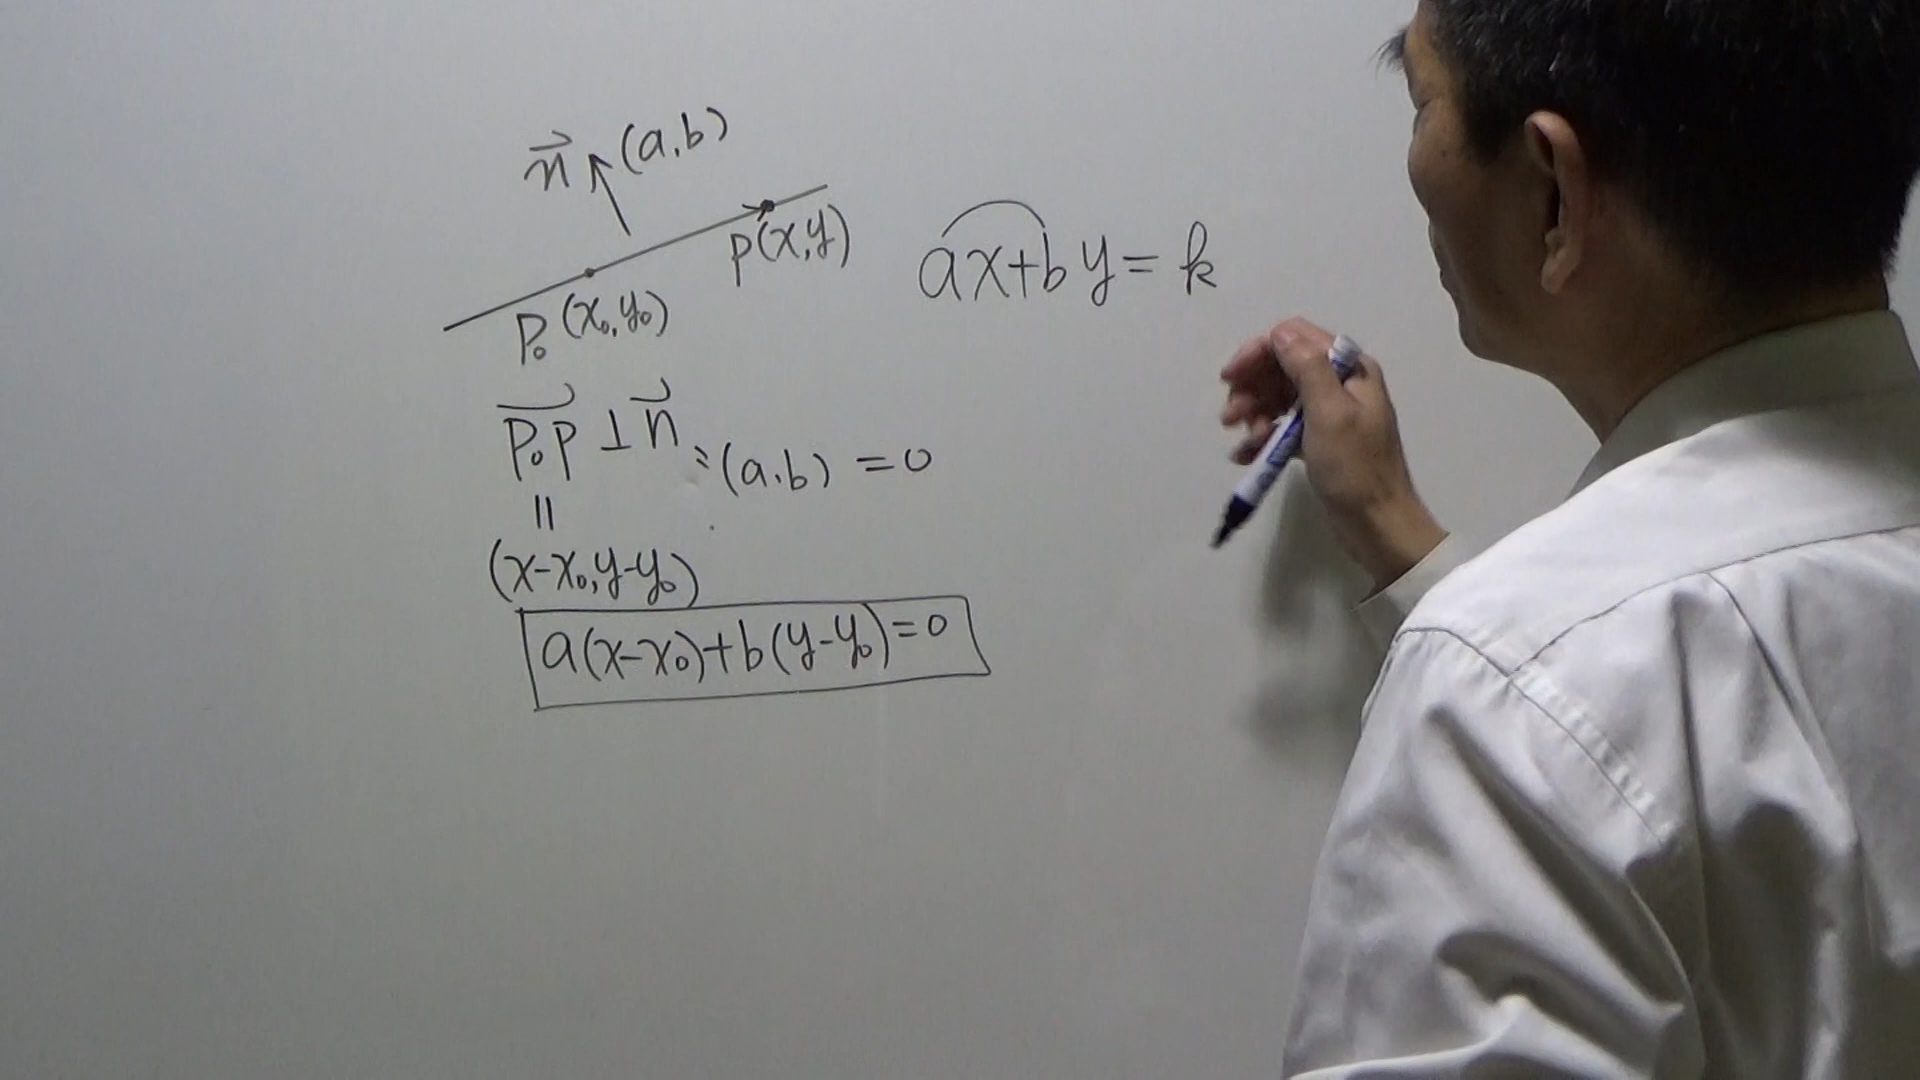 n⃗ (a,b)
P(x,y)
P₀(x₀,y₀)
ax+by=k
P₀P⃗ ⊥ n⃗ =(a,b) =0
=
(x-x₀,y-y₀)
a(x-x₀)+b(y-y₀)=0